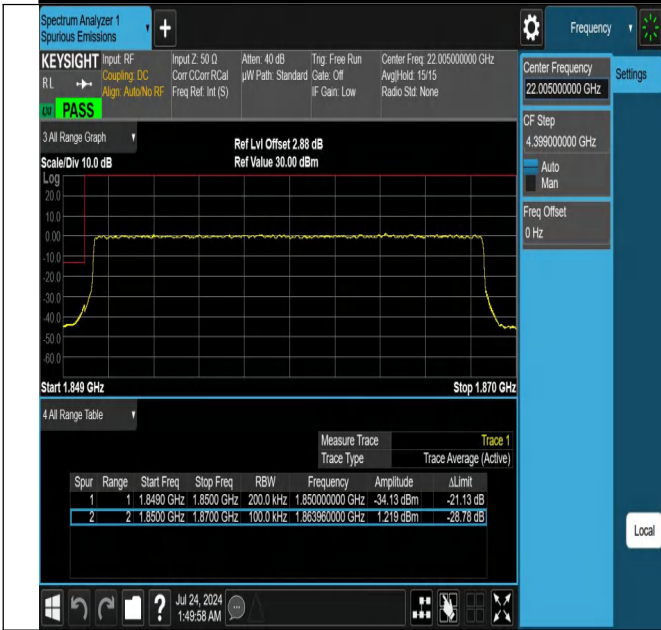 Spectrum Analyzer 1
Spurious Emissions
+
Frequency
KEYSIGHT
RL
PASS
Input: RF
Coupling: DC
Align: Auto/No RF
Input Z: 50 Ω
Corr CCorr RCal
Freq Ref: Int (S)
Atten: 40 dB
µW Path: Standard
Trig: Free Run
Gate: Off
IF Gain: Low
Center Freq: 22.005000000 GHz
Avg|Hold: 15/15
Radio Std: None
Center Frequency
22.005000000 GHz
Settings
CF Step
4.399000000 GHz
Auto
Man
Freq Offset
0 Hz
3 All Range Graph
Scale/Div 10.0 dB
Ref Lvl Offset 2.88 dB
Ref Value 30.00 dBm
Log
20.0
10.0
0.00
-10.0
-20.0
-30.0
-40.0
-50.0
-60.0
Start 1.849 GHz
Stop 1.870 GHz
4 All Range Table
Measure Trace Trace 1
Trace Type Trace Average (Active)
Spur Range Start Freq Stop Freq RBW Frequency Amplitude ΔLimit
1 1 1.8490 GHz 1.8500 GHz 200.0 kHz 1.850000000 GHz -34.13 dBm -21.13 dB
2 2 1.8500 GHz 1.8700 GHz 100.0 kHz 1.863960000 GHz 1.219 dBm -28.78 dB
Local
?
Jul 24, 2024
1:49:58 AM